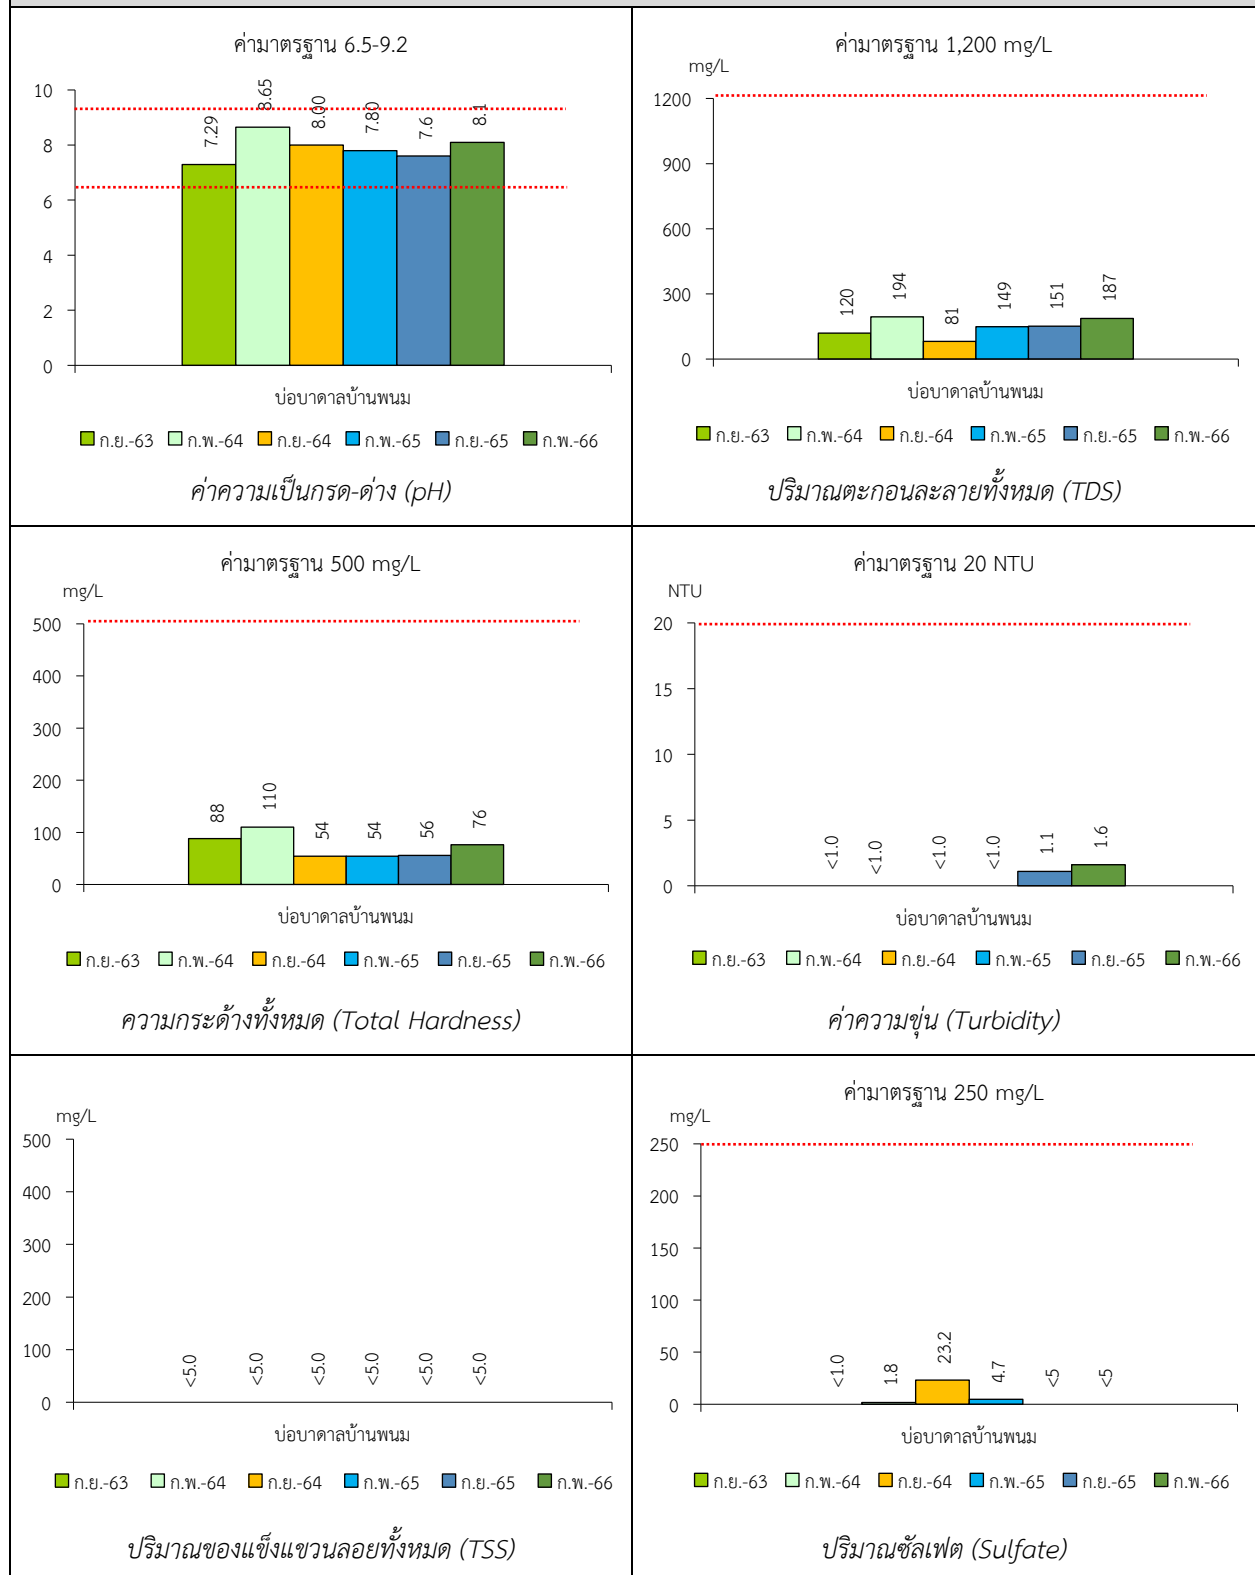 ค่ามาตรฐาน 6.5-9.2
10
8
6
4
2
0
7.29
8.65
8.00
7.80
7.6
8.1
บ่อบาดาลบ้านพนม
ก.ย.-63 ก.พ.-64 ก.ย.-64 ก.พ.-65 ก.ย.-65 ก.พ.-66
ค่าความเป็นกรด-ด่าง (pH)
ค่ามาตรฐาน 1,200 mg/L
mg/L
1200
900
600
300
0
120
194
81
149
151
187
บ่อบาดาลบ้านพนม
ก.ย.-63 ก.พ.-64 ก.ย.-64 ก.พ.-65 ก.ย.-65 ก.พ.-66
ปริมาณตะกอนละลายทั้งหมด (TDS)
ค่ามาตรฐาน 500 mg/L
mg/L
500
400
300
200
100
0
88
110
54
54
56
76
บ่อบาดาลบ้านพนม
ก.ย.-63 ก.พ.-64 ก.ย.-64 ก.พ.-65 ก.ย.-65 ก.พ.-66
ความกระด้างทั้งหมด (Total Hardness)
ค่ามาตรฐาน 20 NTU
NTU
20
15
10
5
0
<1.0
<1.0
<1.0
<1.0
1.1
1.6
บ่อบาดาลบ้านพนม
ก.ย.-63 ก.พ.-64 ก.ย.-64 ก.พ.-65 ก.ย.-65 ก.พ.-66
ค่าความขุ่น (Turbidity)
mg/L
500
400
300
200
100
0
<5.0
<5.0
<5.0
<5.0
<5.0
<5.0
บ่อบาดาลบ้านพนม
ก.ย.-63 ก.พ.-64 ก.ย.-64 ก.พ.-65 ก.ย.-65 ก.พ.-66
ปริมาณของแข็งแขวนลอยทั้งหมด (TSS)
ค่ามาตรฐาน 250 mg/L
mg/L
250
200
150
100
50
0
<1.0
1.8
23.2
4.7
<5
<5
บ่อบาดาลบ้านพนม
ก.ย.-63 ก.พ.-64 ก.ย.-64 ก.พ.-65 ก.ย.-65 ก.พ.-66
ปริมาณซัลเฟต (Sulfate)